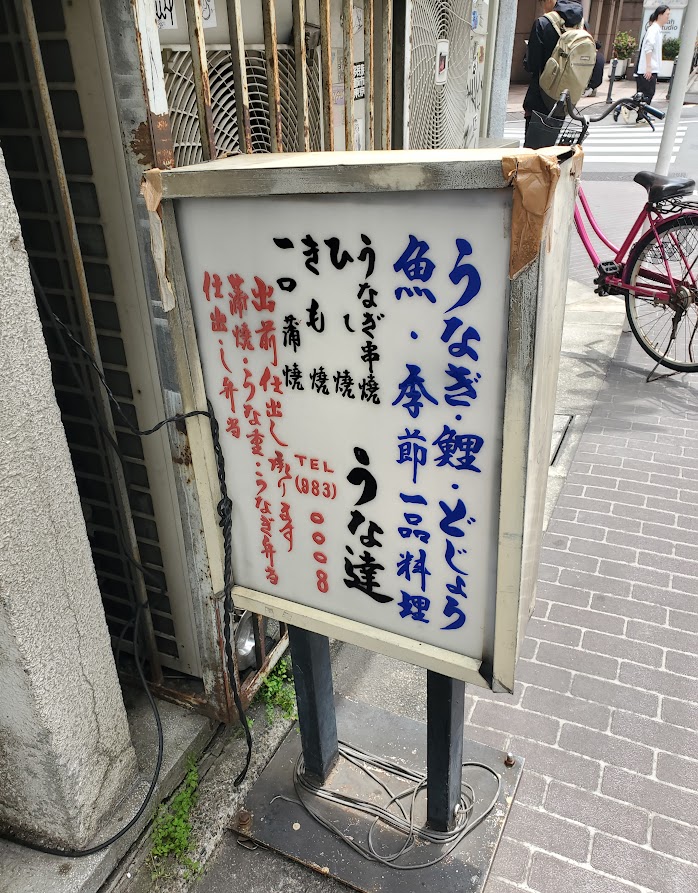 うなぎ・鯉・どじょう
魚・季節一品料理
うなぎ串焼
ひし焼
きも焼
一口蒲焼
うな達
TEL
(883)
0008
出前仕出し承ります
蒲焼・うな重・うなぎ弁当
仕出し弁当